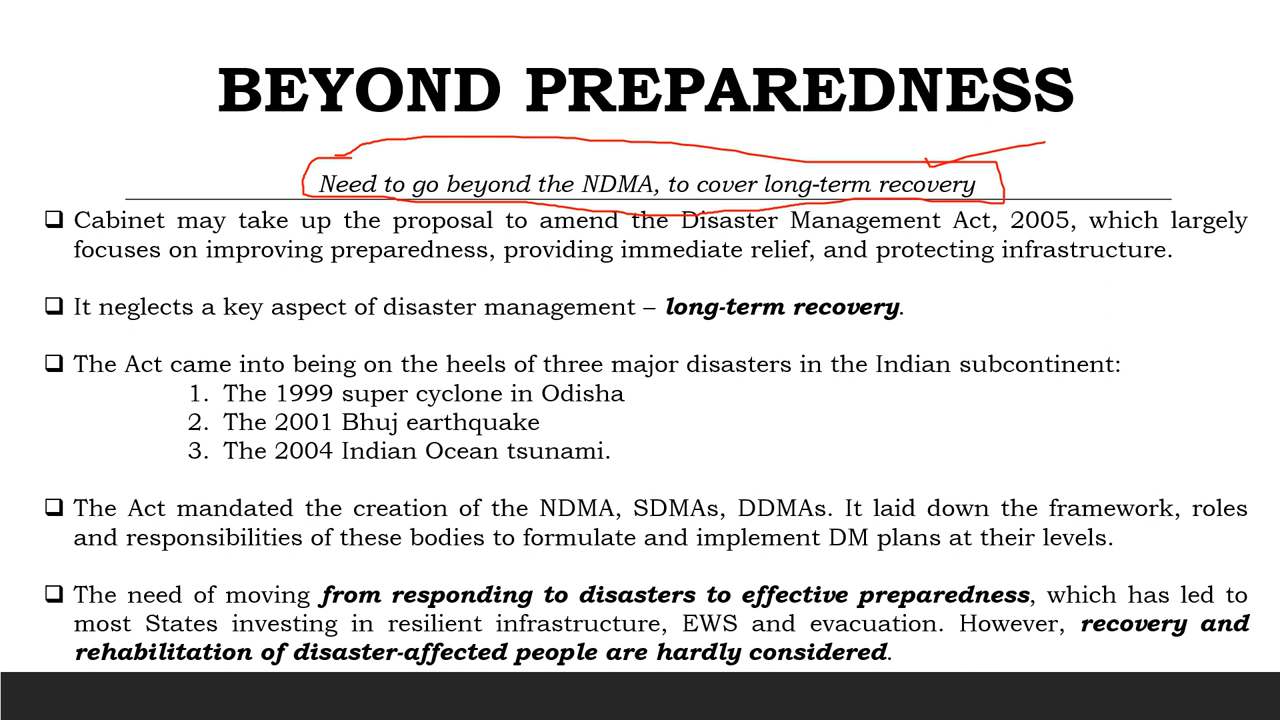 BEYOND PREPAREDNESS
Need to go beyond the NDMA, to cover long-term recovery
❑ Cabinet may take up the proposal to amend the Disaster Management Act, 2005, which largely
focuses on improving preparedness, providing immediate relief, and protecting infrastructure.
❑ It neglects a key aspect of disaster management – long-term recovery.
❑ The Act came into being on the heels of three major disasters in the Indian subcontinent:
1. The 1999 super cyclone in Odisha
2. The 2001 Bhuj earthquake
3. The 2004 Indian Ocean tsunami.
❑ The Act mandated the creation of the NDMA, SDMAs, DDMAs. It laid down the framework, roles
and responsibilities of these bodies to formulate and implement DM plans at their levels.
❑ The need of moving from responding to disasters to effective preparedness, which has led to
most States investing in resilient infrastructure, EWS and evacuation. However, recovery and
rehabilitation of disaster-affected people are hardly considered.